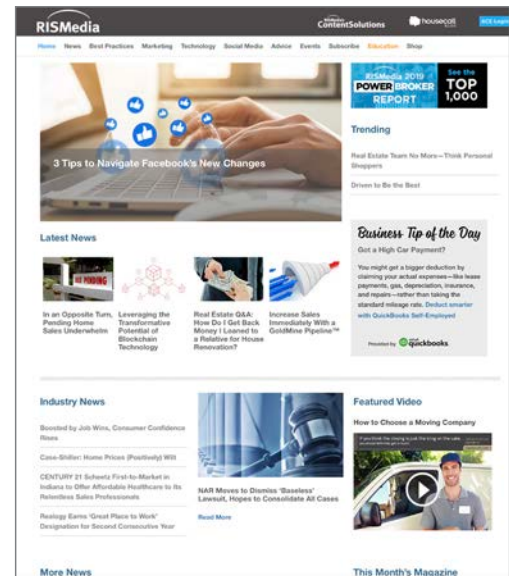 RISMedia
RISMedia's
ContentSolutions
housecall
ACE Login
Home News Best Practices Marketing Technology Social Media Advice Events Subscribe Education Shop
3 Tips to Navigate Facebook's New Changes
RISMedia 2019
POWER BROKER
REPORT
See the
TOP
1,000
Trending
Real Estate Team No More—Think Personal
Shoppers
Driven to Be the Best
Latest News
PENDING
In an Opposite Turn,
Pending Home
Sales Underwhelm
Leveraging the
Transformative
Potential of
Blockchain
Technology
Real Estate Q&A:
How Do I Get Back
Money I Loaned to
a Relative for House
Renovation?
Increase Sales
Immediately With a
GoldMine Pipeline™
Business Tip of the Day
Got a High Car Payment?
You might get a bigger deduction by
claiming your actual expenses—like lease
payments, gas, depreciation, insurance,
and repairs—rather than taking the
standard mileage rate. Deduct smarter
with QuickBooks Self-Employed
Provided by
quickbooks
Industry News
Boosted by Job Wins, Consumer Confidence
Rises
Case-Shiller: Home Prices (Positively) Wilt
CENTURY 21 Scheetz First-to-Market in
Indiana to Offer Affordable Healthcare to Its
Relentless Sales Professionals
Realogy Earns 'Great Place to Work'
Designation for Second Consecutive Year
NAR Moves to Dismiss 'Baseless'
Lawsuit, Hopes to Consolidate All Cases
Read More
Featured Video
How to Choose a Moving Company
More News
This Month's Magazine